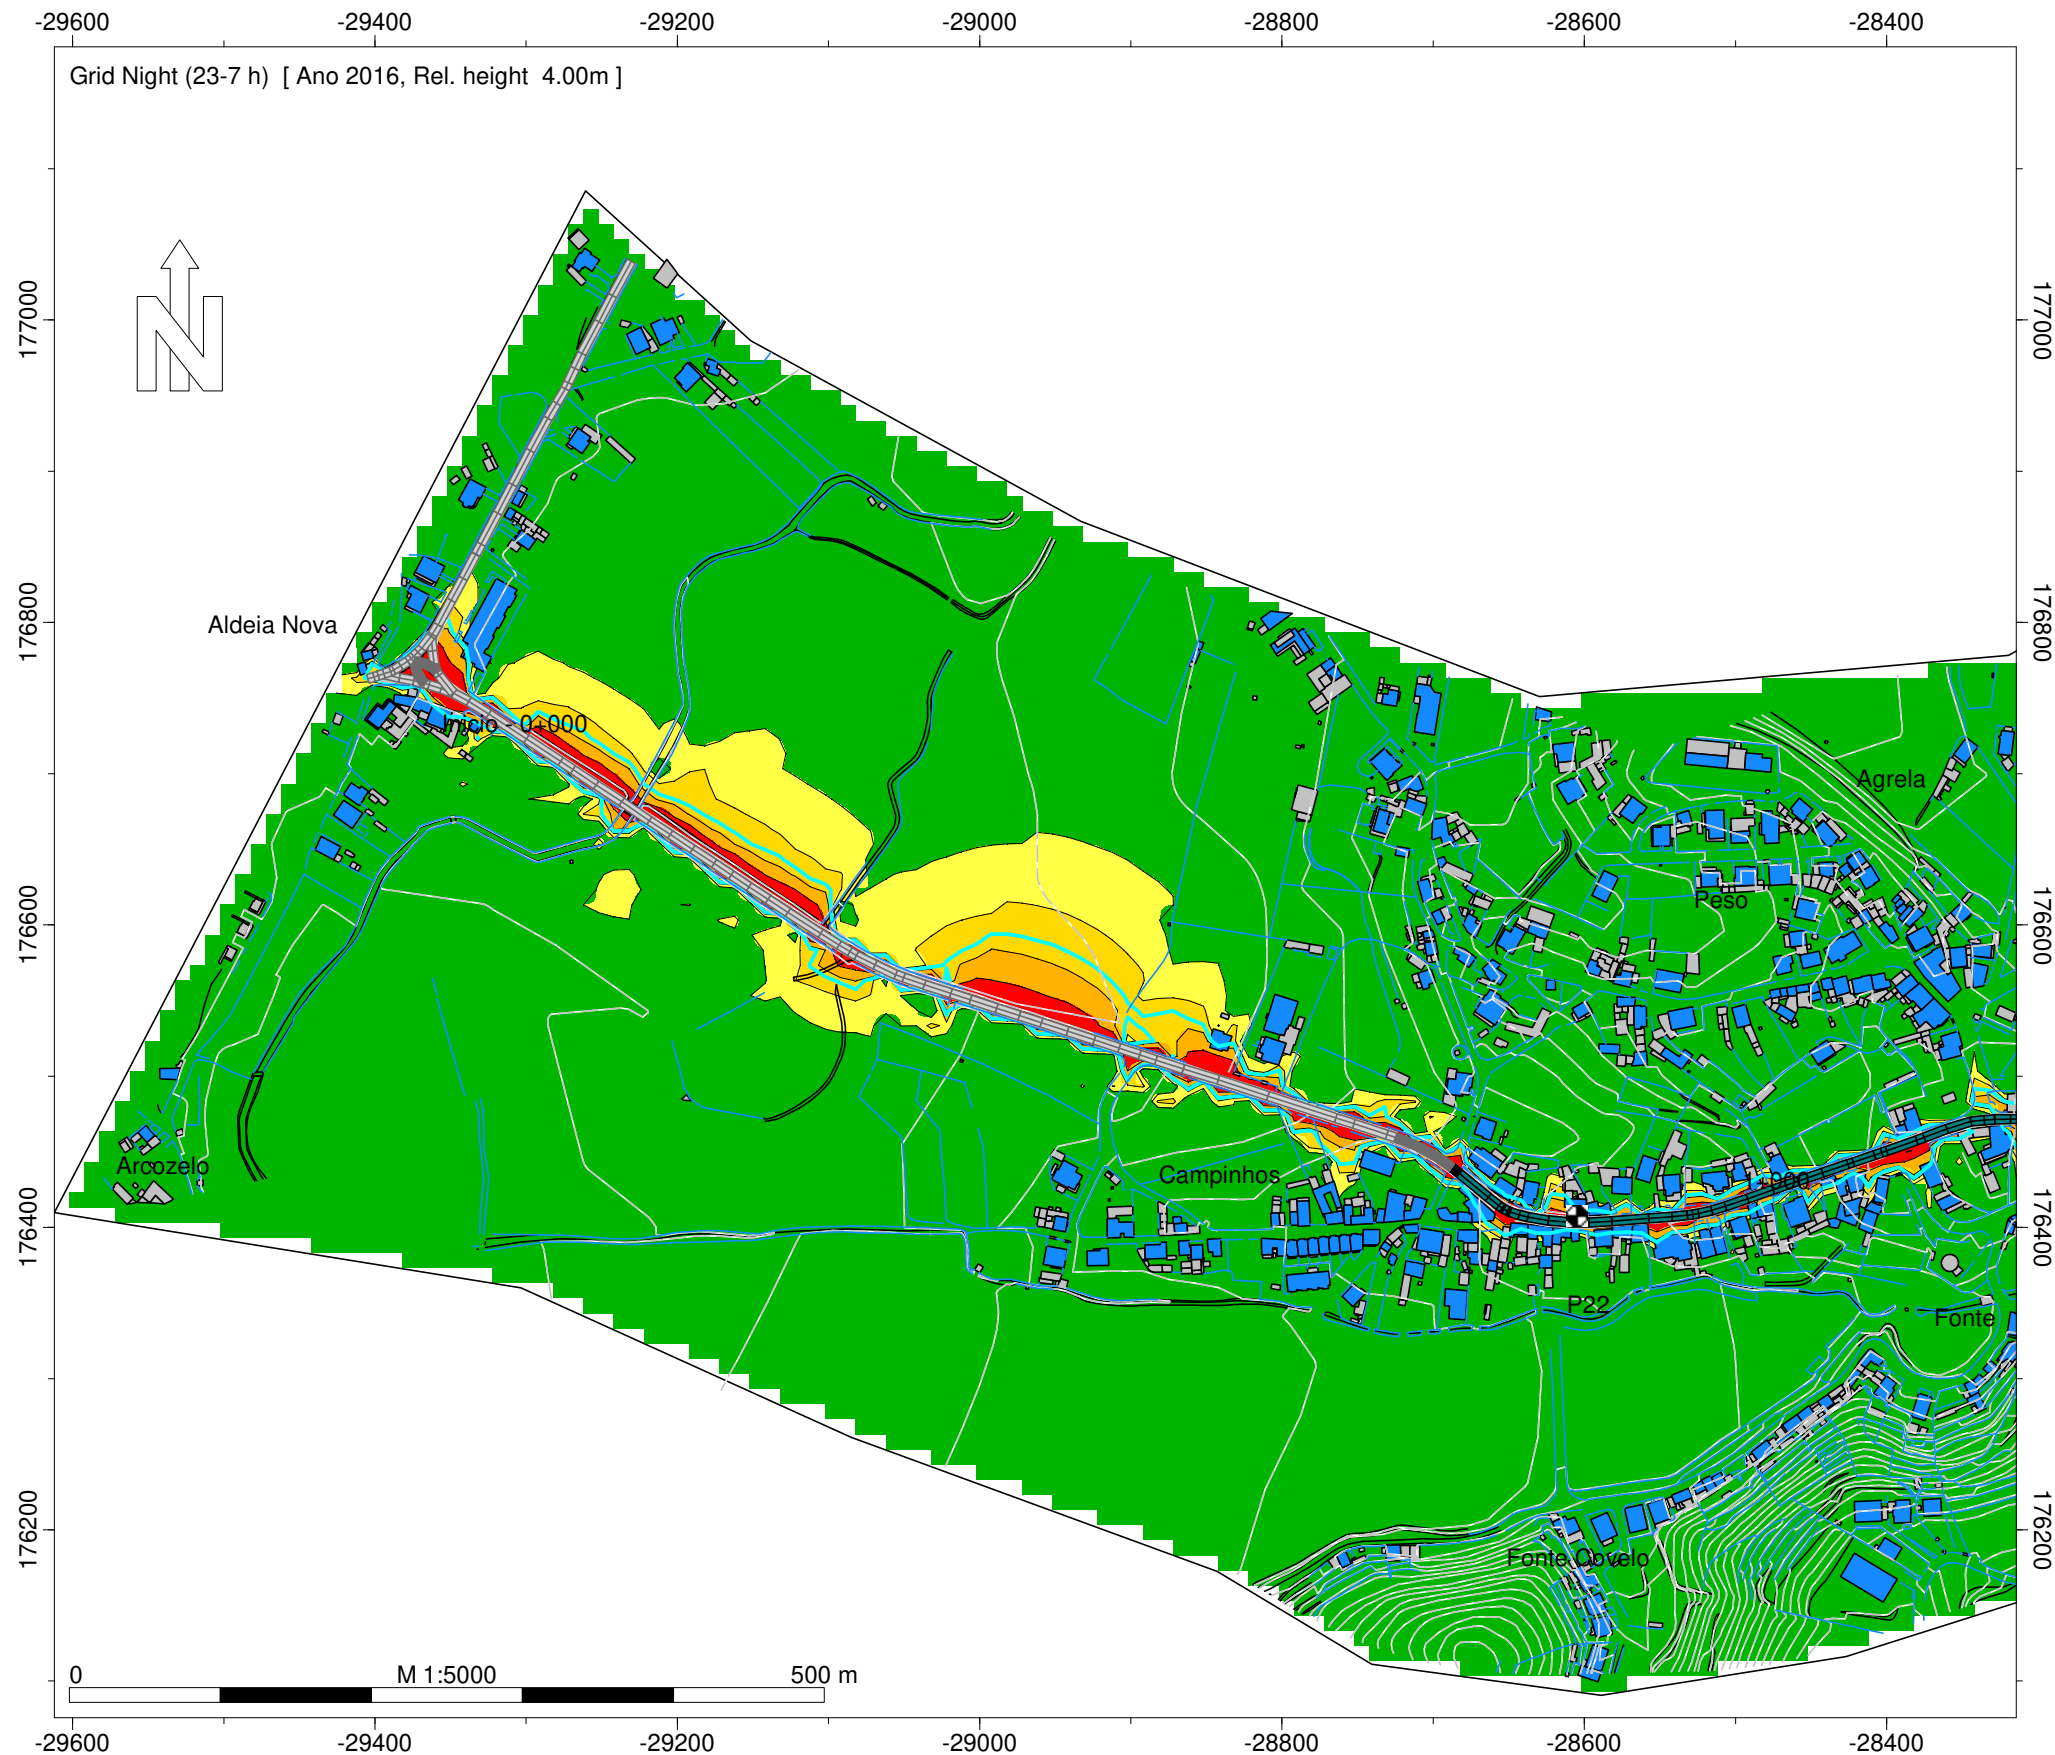 -29600 -29400 -29200 -29000 -28800 -28600 -28400
Grid Night (23-7 h) [ Ano 2016, Rel. height 4.00m ]
N
177000 177000
176800 176800
Aldeia Nova
Início - 0+000
Agrela
Peso
176600 176600
Arcozelo
Campinhos
+000
176400 176400
P22
Fonte
176200 176200
Fonte Covelo
0 M 1:5000 500 m
-29600 -29400 -29200 -29000 -28800 -28600 -28400